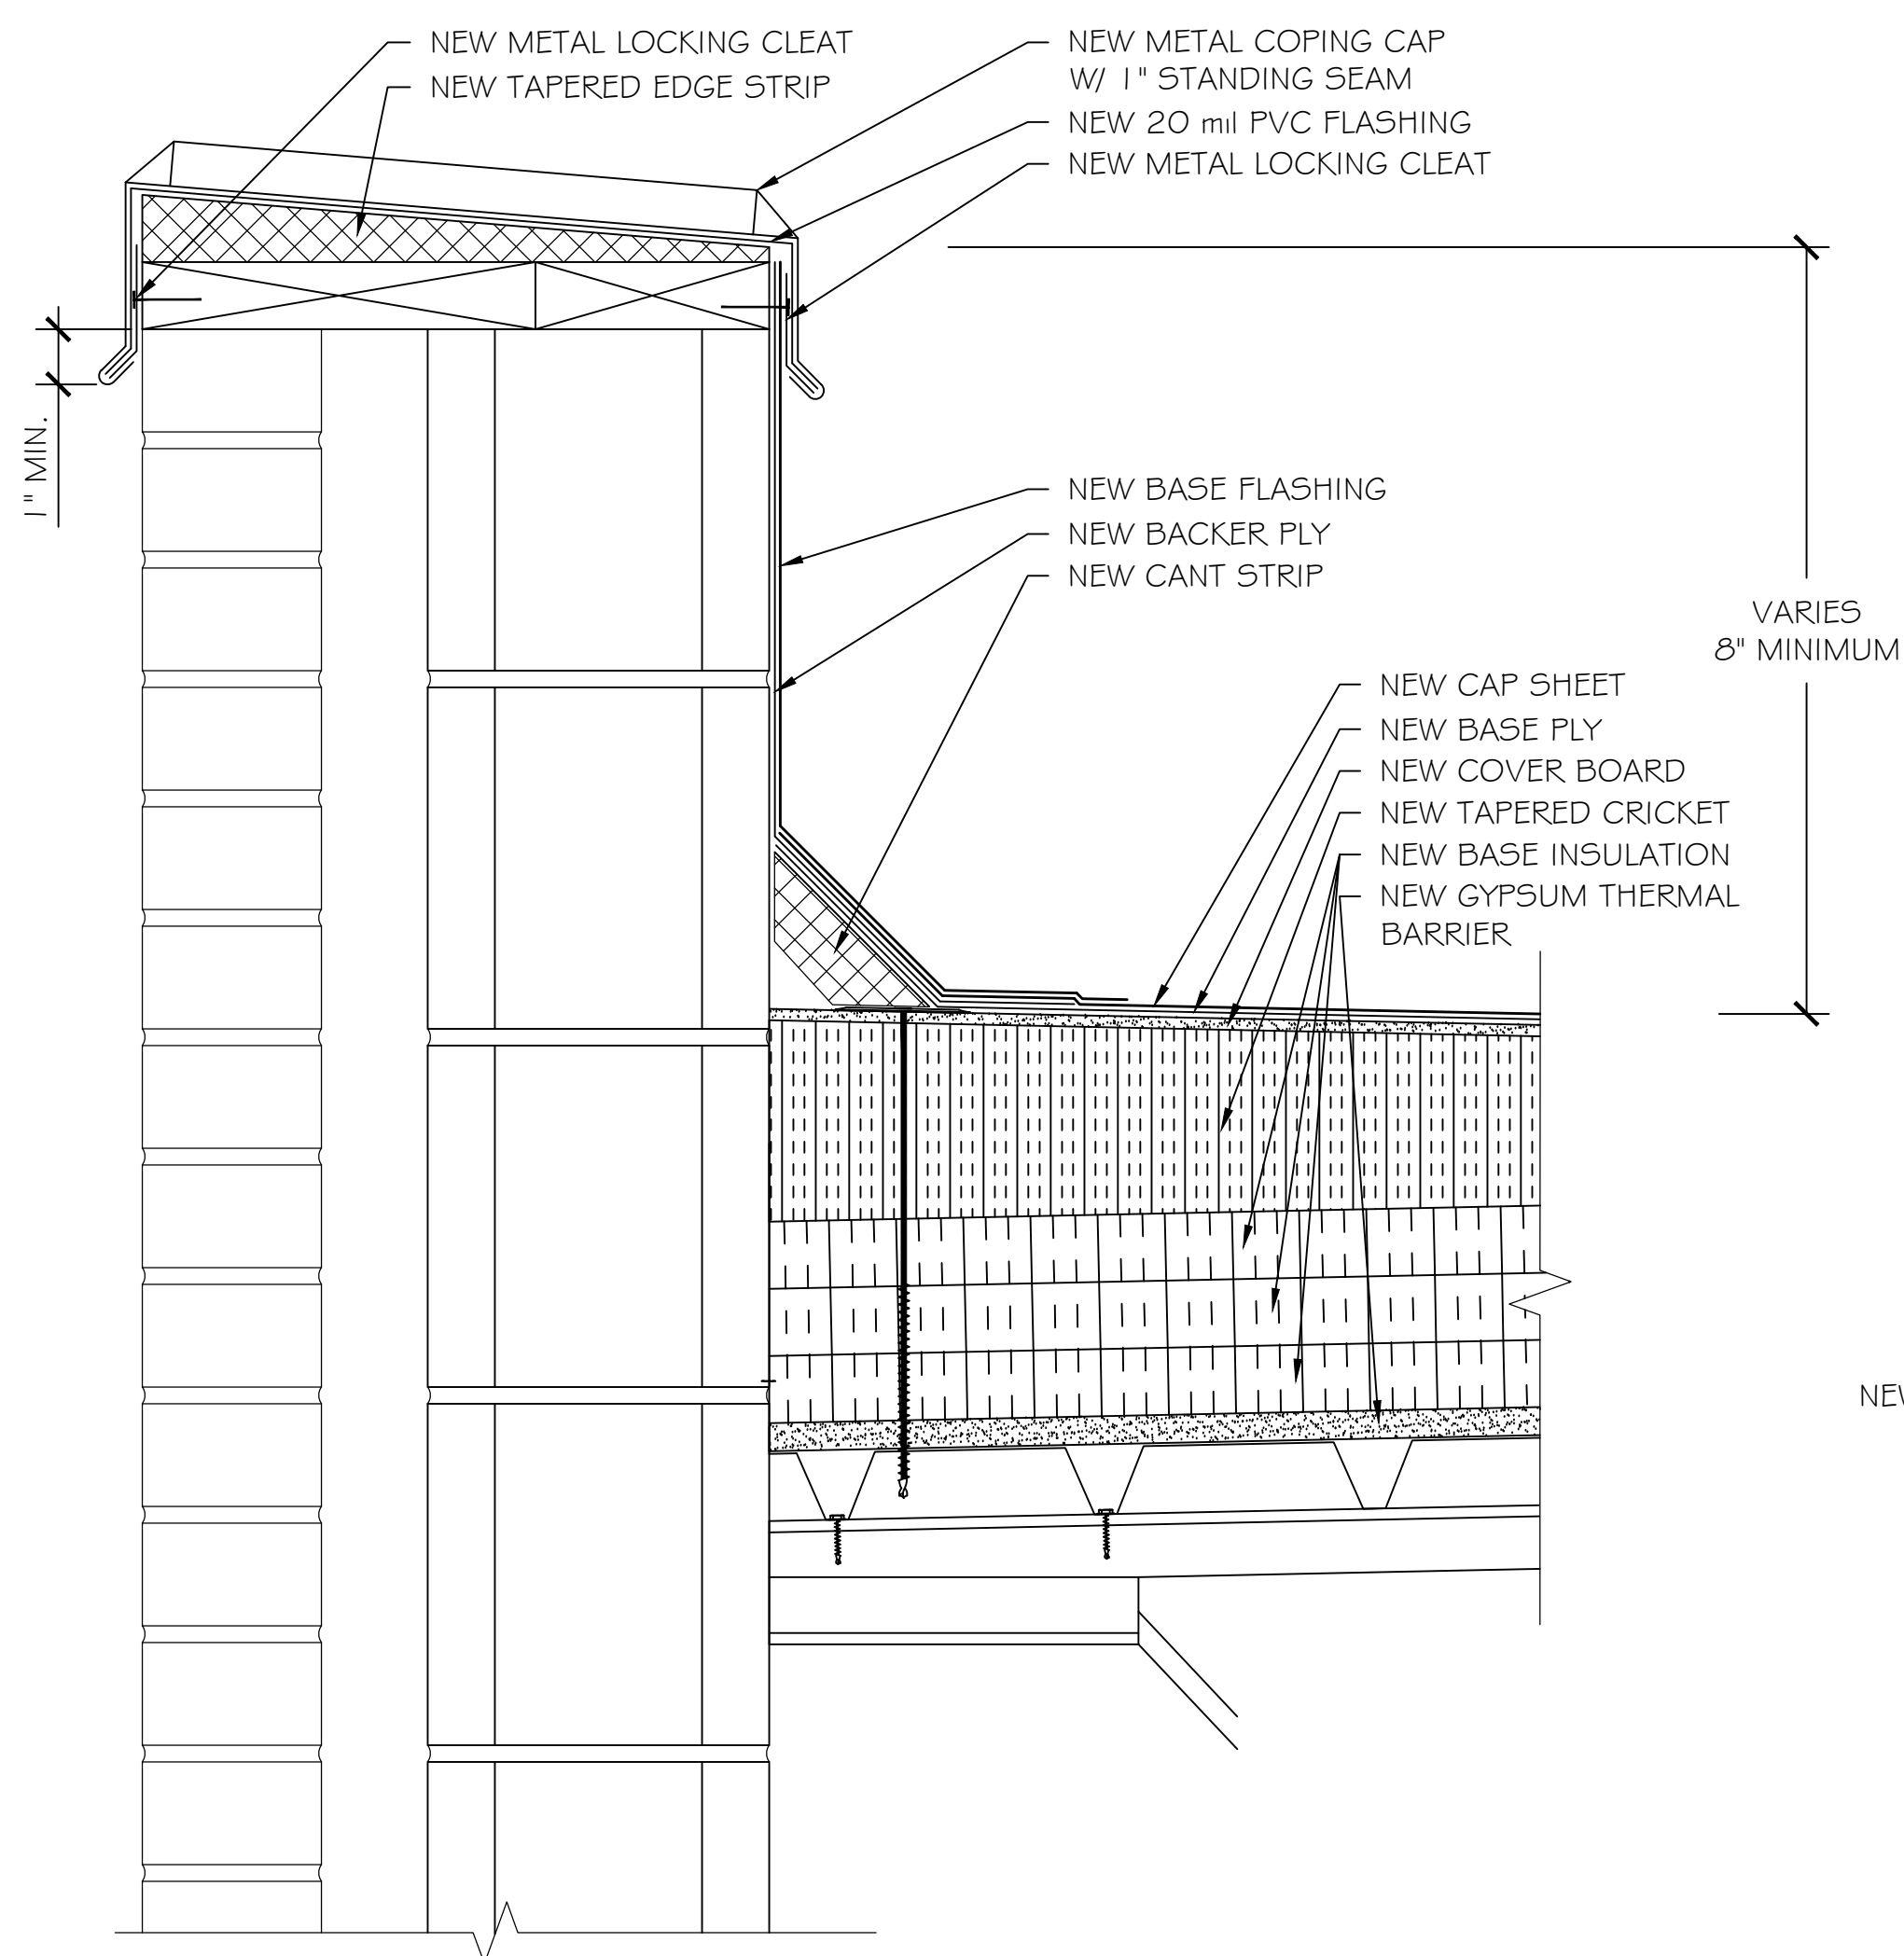 NEW METAL LOCKING CLEAT
NEW TAPERED EDGE STRIP
NEW METAL COPING CAP
W/ 1" STANDING SEAM
NEW 20 mil PVC FLASHING
NEW METAL LOCKING CLEAT
1" MIN.
NEW BASE FLASHING
NEW BACKER PLY
NEW CANT STRIP
VARIES
8" MINIMUM
NEW CAP SHEET
NEW BASE PLY
NEW COVER BOARD
NEW TAPERED CRICKET
NEW BASE INSULATION
NEW GYPSUM THERMAL
BARRIER